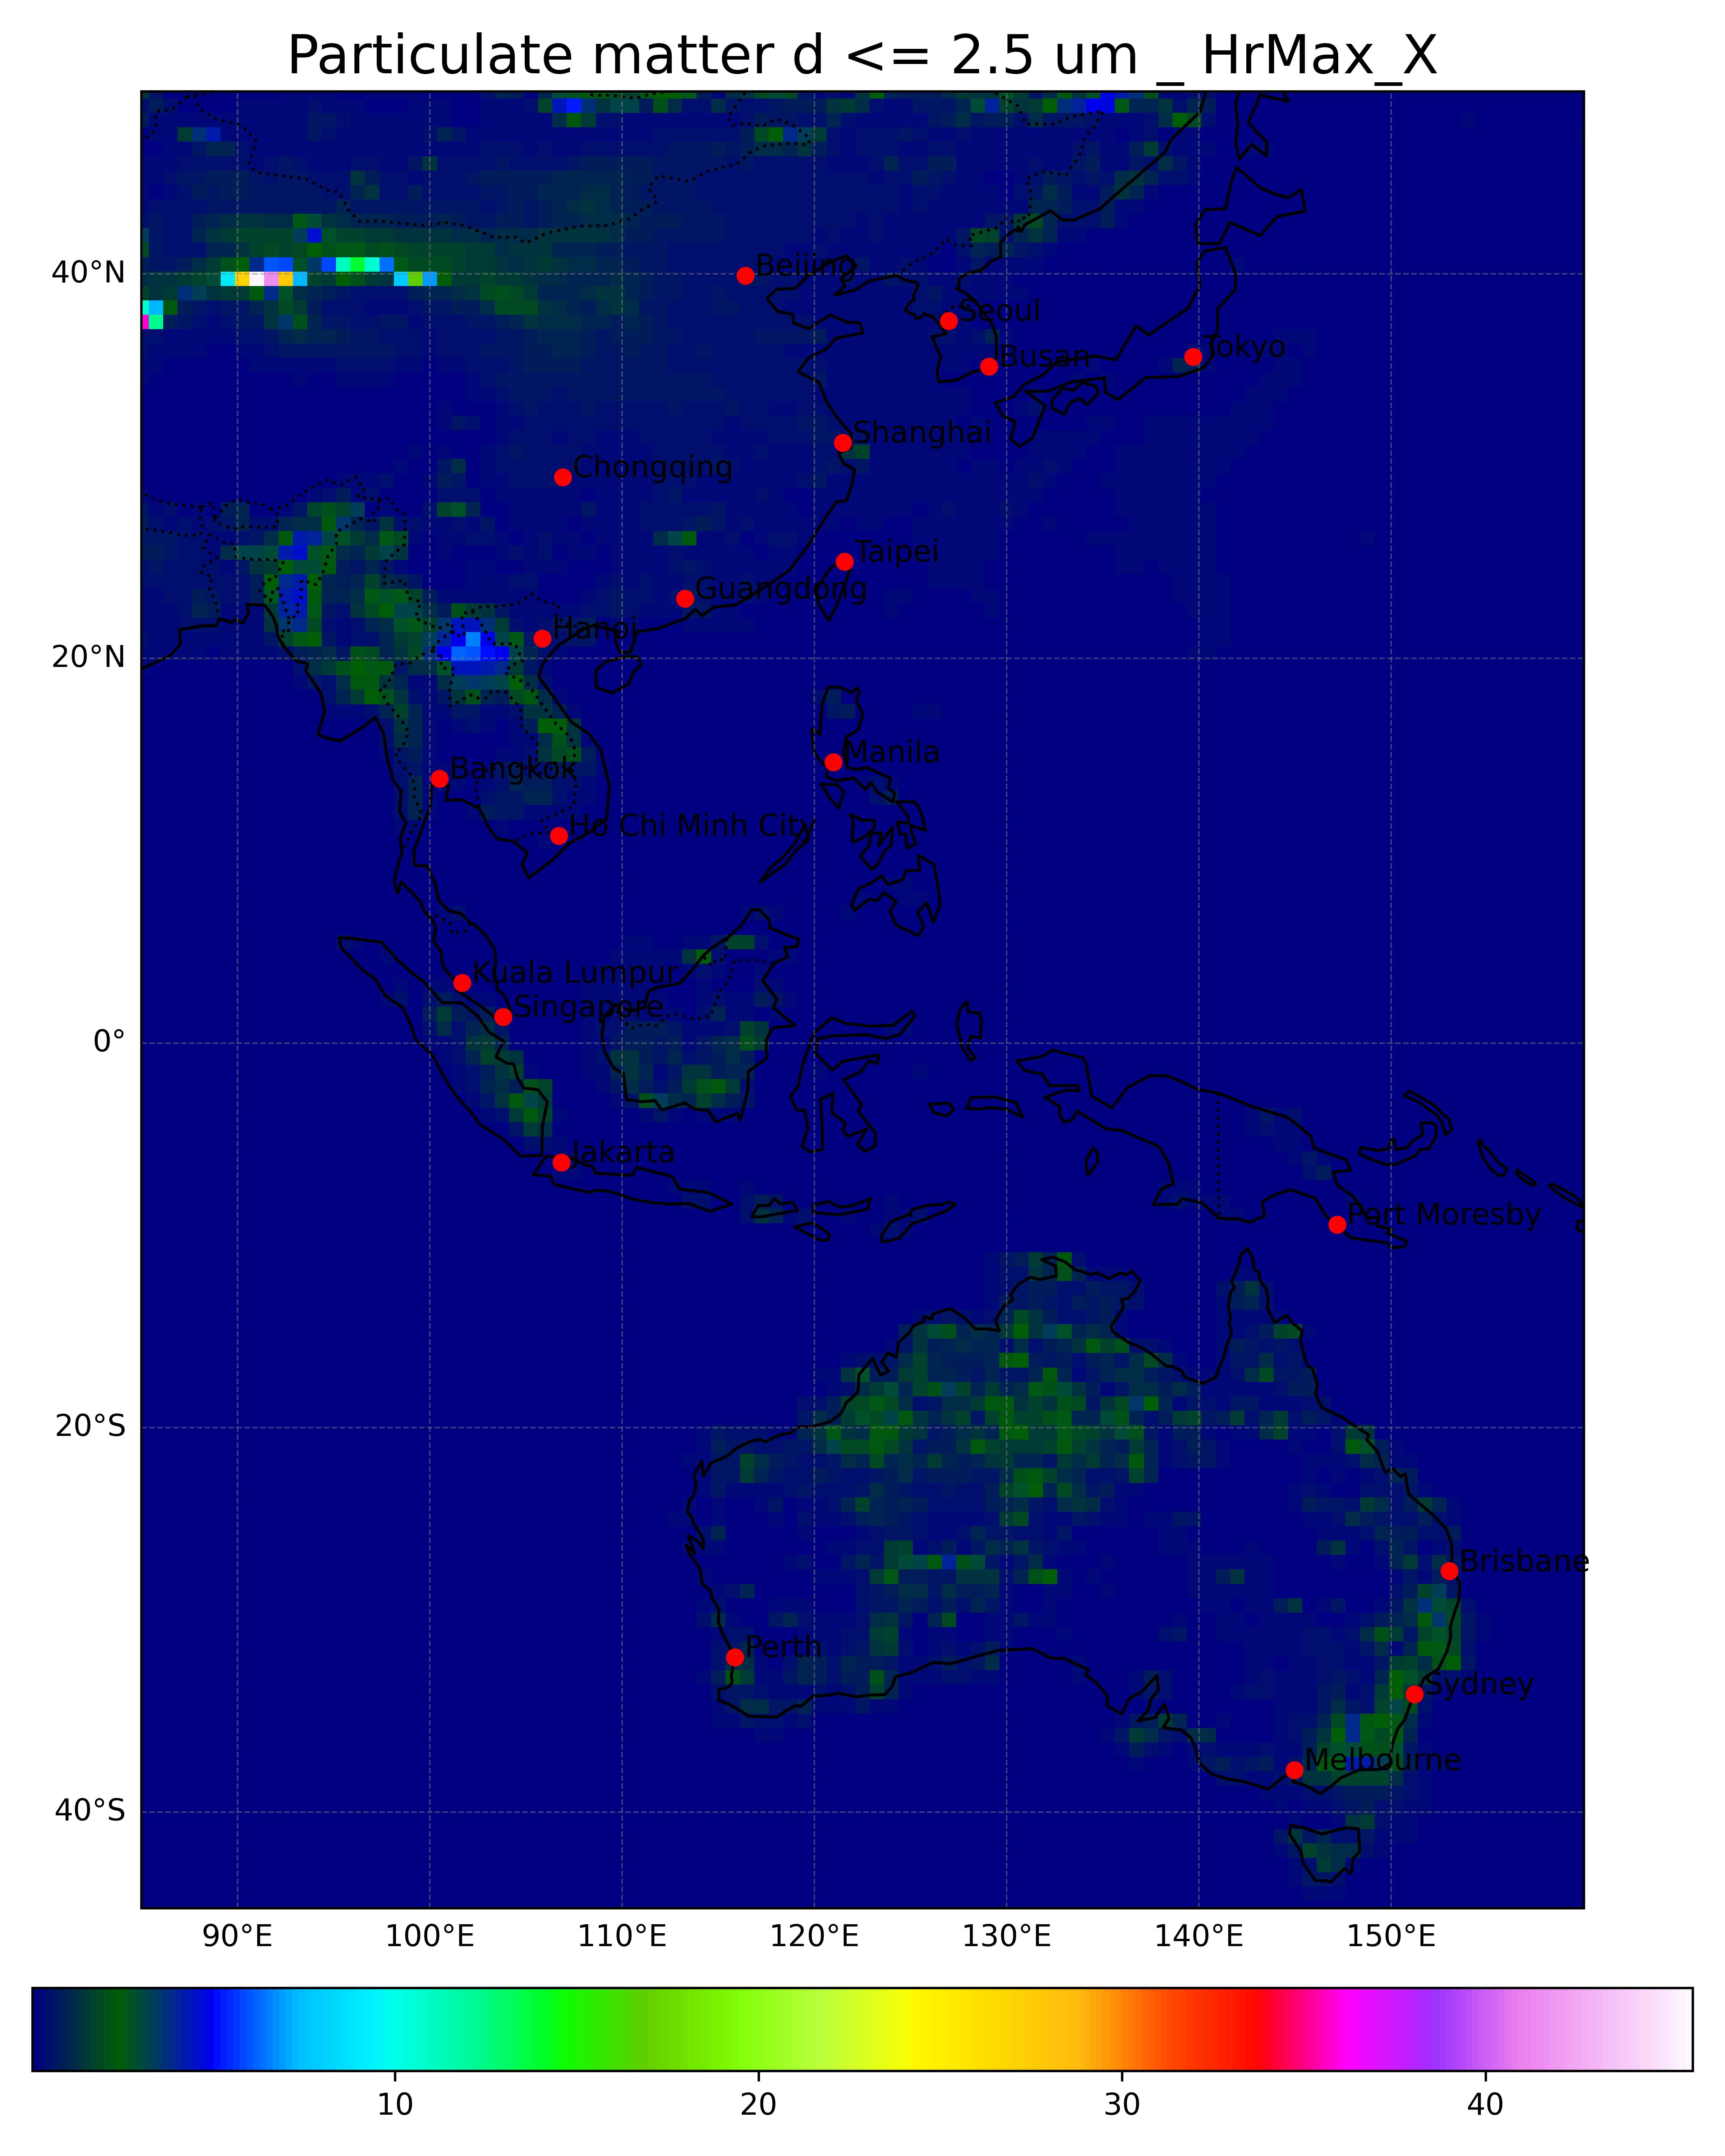 Particulate matter d <= 2.5 um _ HrMax_X
40°N
Beijing
Seoul
Busan
Tokyo
Shanghai
Chongqing
Taipei
Guangdong
Hanoi
20°N
Manila
Bangkok
Ho Chi Minh City
Kuala Lumpur
Singapore
0°
Jakarta
Port Moresby
20°S
Brisbane
Perth
Sydney
Melbourne
40°S
90°E 100°E 110°E 120°E 130°E 140°E 150°E
10 20 30 40